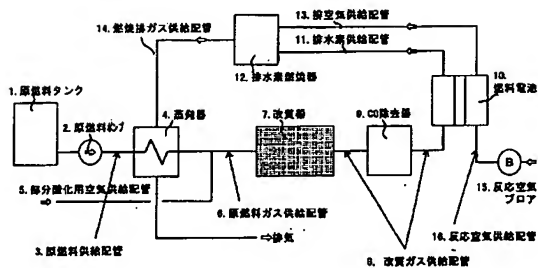 13. 排空気供給配管
14. 燃焼排ガス供給配管
11. 排水素供給配管
12. 排水素燃焼器
10. 燃料電池
1. 原燃料タンク
2. 原燃料ポンプ
4. 蒸発器
7. 改質器
9. CO除去器
B
15. 反応空気ブロア
5. 部分酸化用空気供給配管
6. 原燃料ガス供給配管
16. 反応空気供給配管
3. 原燃料供給配管
排気
8. 改質ガス供給配管